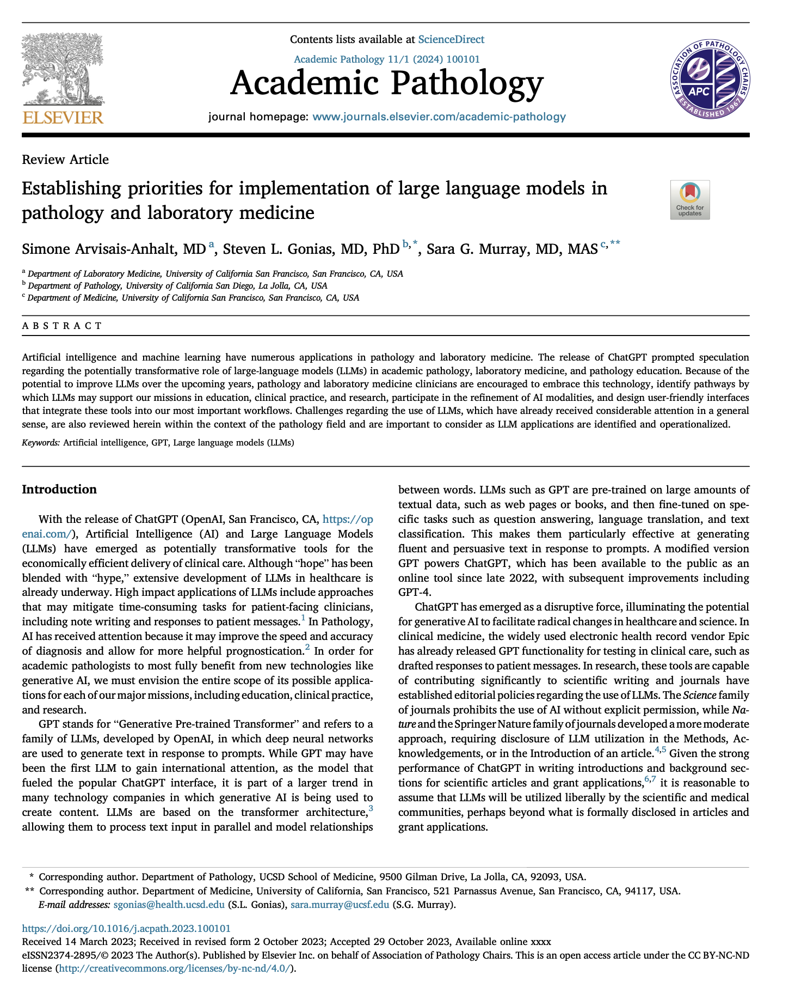 Contents lists available at ScienceDirect
Academic Pathology 11/1 (2024) 100101
Academic Pathology
journal homepage: www.journals.elsevier.com/academic-pathology
NON SOLUS
ELSEVIER
ASSOCIATION OF PATHOLOGY CHAIRS
APC
ESTABLISHED 1967
Review Article
Establishing priorities for implementation of large language models in
pathology and laboratory medicine
Check for
updates
Simone Arvisais-Anhalt, MD a, Steven L. Gonias, MD, PhD b,*, Sara G. Murray, MD, MAS c,**
a Department of Laboratory Medicine, University of California San Francisco, San Francisco, CA, USA
b Department of Pathology, University of California San Diego, La Jolla, CA, USA
c Department of Medicine, University of California San Francisco, San Francisco, CA, USA
A B S T R A C T
Artificial intelligence and machine learning have numerous applications in pathology and laboratory medicine. The release of ChatGPT prompted speculation
regarding the potentially transformative role of large-language models (LLMs) in academic pathology, laboratory medicine, and pathology education. Because of the
potential to improve LLMs over the upcoming years, pathology and laboratory medicine clinicians are encouraged to embrace this technology, identify pathways by
which LLMs may support our missions in education, clinical practice, and research, participate in the refinement of AI modalities, and design user-friendly interfaces
that integrate these tools into our most important workflows. Challenges regarding the use of LLMs, which have already received considerable attention in a general
sense, are also reviewed herein within the context of the pathology field and are important to consider as LLM applications are identified and operationalized.
Keywords: Artificial intelligence, GPT, Large language models (LLMs)
Introduction
With the release of ChatGPT (OpenAI, San Francisco, CA, https://op
enai.com/), Artificial Intelligence (AI) and Large Language Models
(LLMs) have emerged as potentially transformative tools for the
economically efficient delivery of clinical care. Although “hope” has been
blended with “hype,” extensive development of LLMs in healthcare is
already underway. High impact applications of LLMs include approaches
that may mitigate time-consuming tasks for patient-facing clinicians,
including note writing and responses to patient messages.1 In Pathology,
AI has received attention because it may improve the speed and accuracy
of diagnosis and allow for more helpful prognostication.2 In order for
academic pathologists to most fully benefit from new technologies like
generative AI, we must envision the entire scope of its possible applica-
tions for each of our major missions, including education, clinical practice,
and research.
GPT stands for “Generative Pre-trained Transformer” and refers to a
family of LLMs, developed by OpenAI, in which deep neural networks
are used to generate text in response to prompts. While GPT may have
been the first LLM to gain international attention, as the model that
fueled the popular ChatGPT interface, it is part of a larger trend in
many technology companies in which generative AI is being used to
create content. LLMs are based on the transformer architecture,3
allowing them to process text input in parallel and model relationships
between words. LLMs such as GPT are pre-trained on large amounts of
textual data, such as web pages or books, and then fine-tuned on spe-
cific tasks such as question answering, language translation, and text
classification. This makes them particularly effective at generating
fluent and persuasive text in response to prompts. A modified version
GPT powers ChatGPT, which has been available to the public as an
online tool since late 2022, with subsequent improvements including
GPT-4.
ChatGPT has emerged as a disruptive force, illuminating the potential
for generative AI to facilitate radical changes in healthcare and science. In
clinical medicine, the widely used electronic health record vendor Epic
has already released GPT functionality for testing in clinical care, such as
drafted responses to patient messages. In research, these tools are capable
of contributing significantly to scientific writing and journals have
established editorial policies regarding the use of LLMs. The Science family
of journals prohibits the use of AI without explicit permission, while Na-
ture and the Springer Nature family of journals developed a more moderate
approach, requiring disclosure of LLM utilization in the Methods, Ac-
knowledgements, or in the Introduction of an article.4,5 Given the strong
performance of ChatGPT in writing introductions and background sec-
tions for scientific articles and grant applications,6,7 it is reasonable to
assume that LLMs will be utilized liberally by the scientific and medical
communities, perhaps beyond what is formally disclosed in articles and
grant applications.
* Corresponding author. Department of Pathology, UCSD School of Medicine, 9500 Gilman Drive, La Jolla, CA, 92093, USA.
** Corresponding author. Department of Medicine, University of California, San Francisco, 521 Parnassus Avenue, San Francisco, CA, 94117, USA.
E-mail addresses: sgonias@health.ucsd.edu (S.L. Gonias), sara.murray@ucsf.edu (S.G. Murray).
https://doi.org/10.1016/j.acpath.2023.100101
Received 14 March 2023; Received in revised form 2 October 2023; Accepted 29 October 2023, Available online xxxx
eISSN2374-2895/© 2023 The Author(s). Published by Elsevier Inc. on behalf of Association of Pathology Chairs. This is an open access article under the CC BY-NC-ND
license (http://creativecommons.org/licenses/by-nc-nd/4.0/).